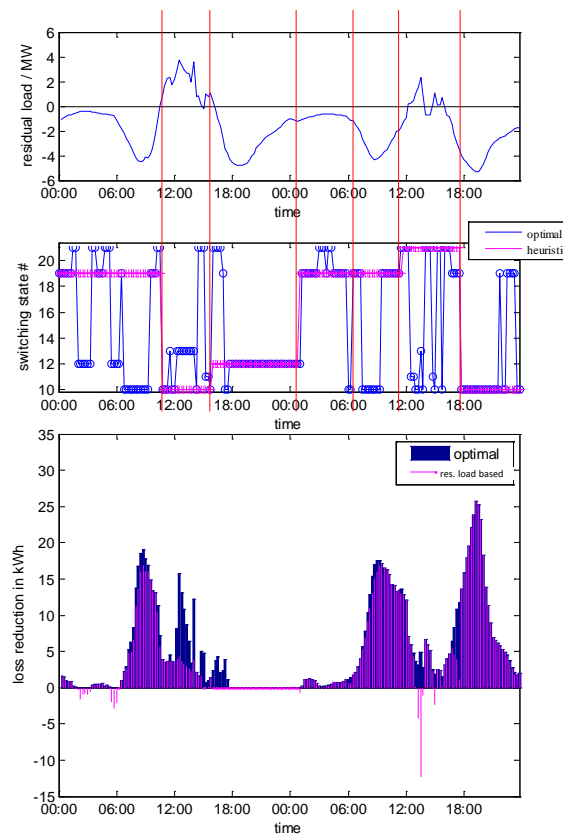 6
4
2
0
-2
-4
-6
residual load / MW
00:00 06:00 12:00 18:00 00:00 06:00 12:00 18:00
time
optimal
heuristi
20
18
16
14
12
10
switching state #
00:00 06:00 12:00 18:00 00:00 06:00 12:00 18:00
time
35
30
25
20
15
10
5
0
-5
-10
-15
loss reduction in kWh
optimal
res. load based
00:00 06:00 12:00 18:00 00:00 06:00 12:00 18:00
time